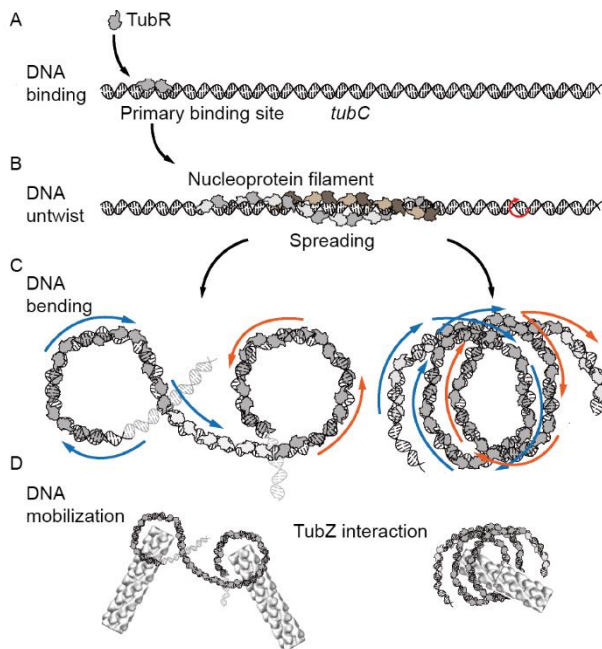 A
TubR
DNA
binding
Primary binding site
tubC
B
Nucleoprotein filament
DNA
untwist
Spreading
C
DNA
bending
D
DNA
mobilization
TubZ interaction